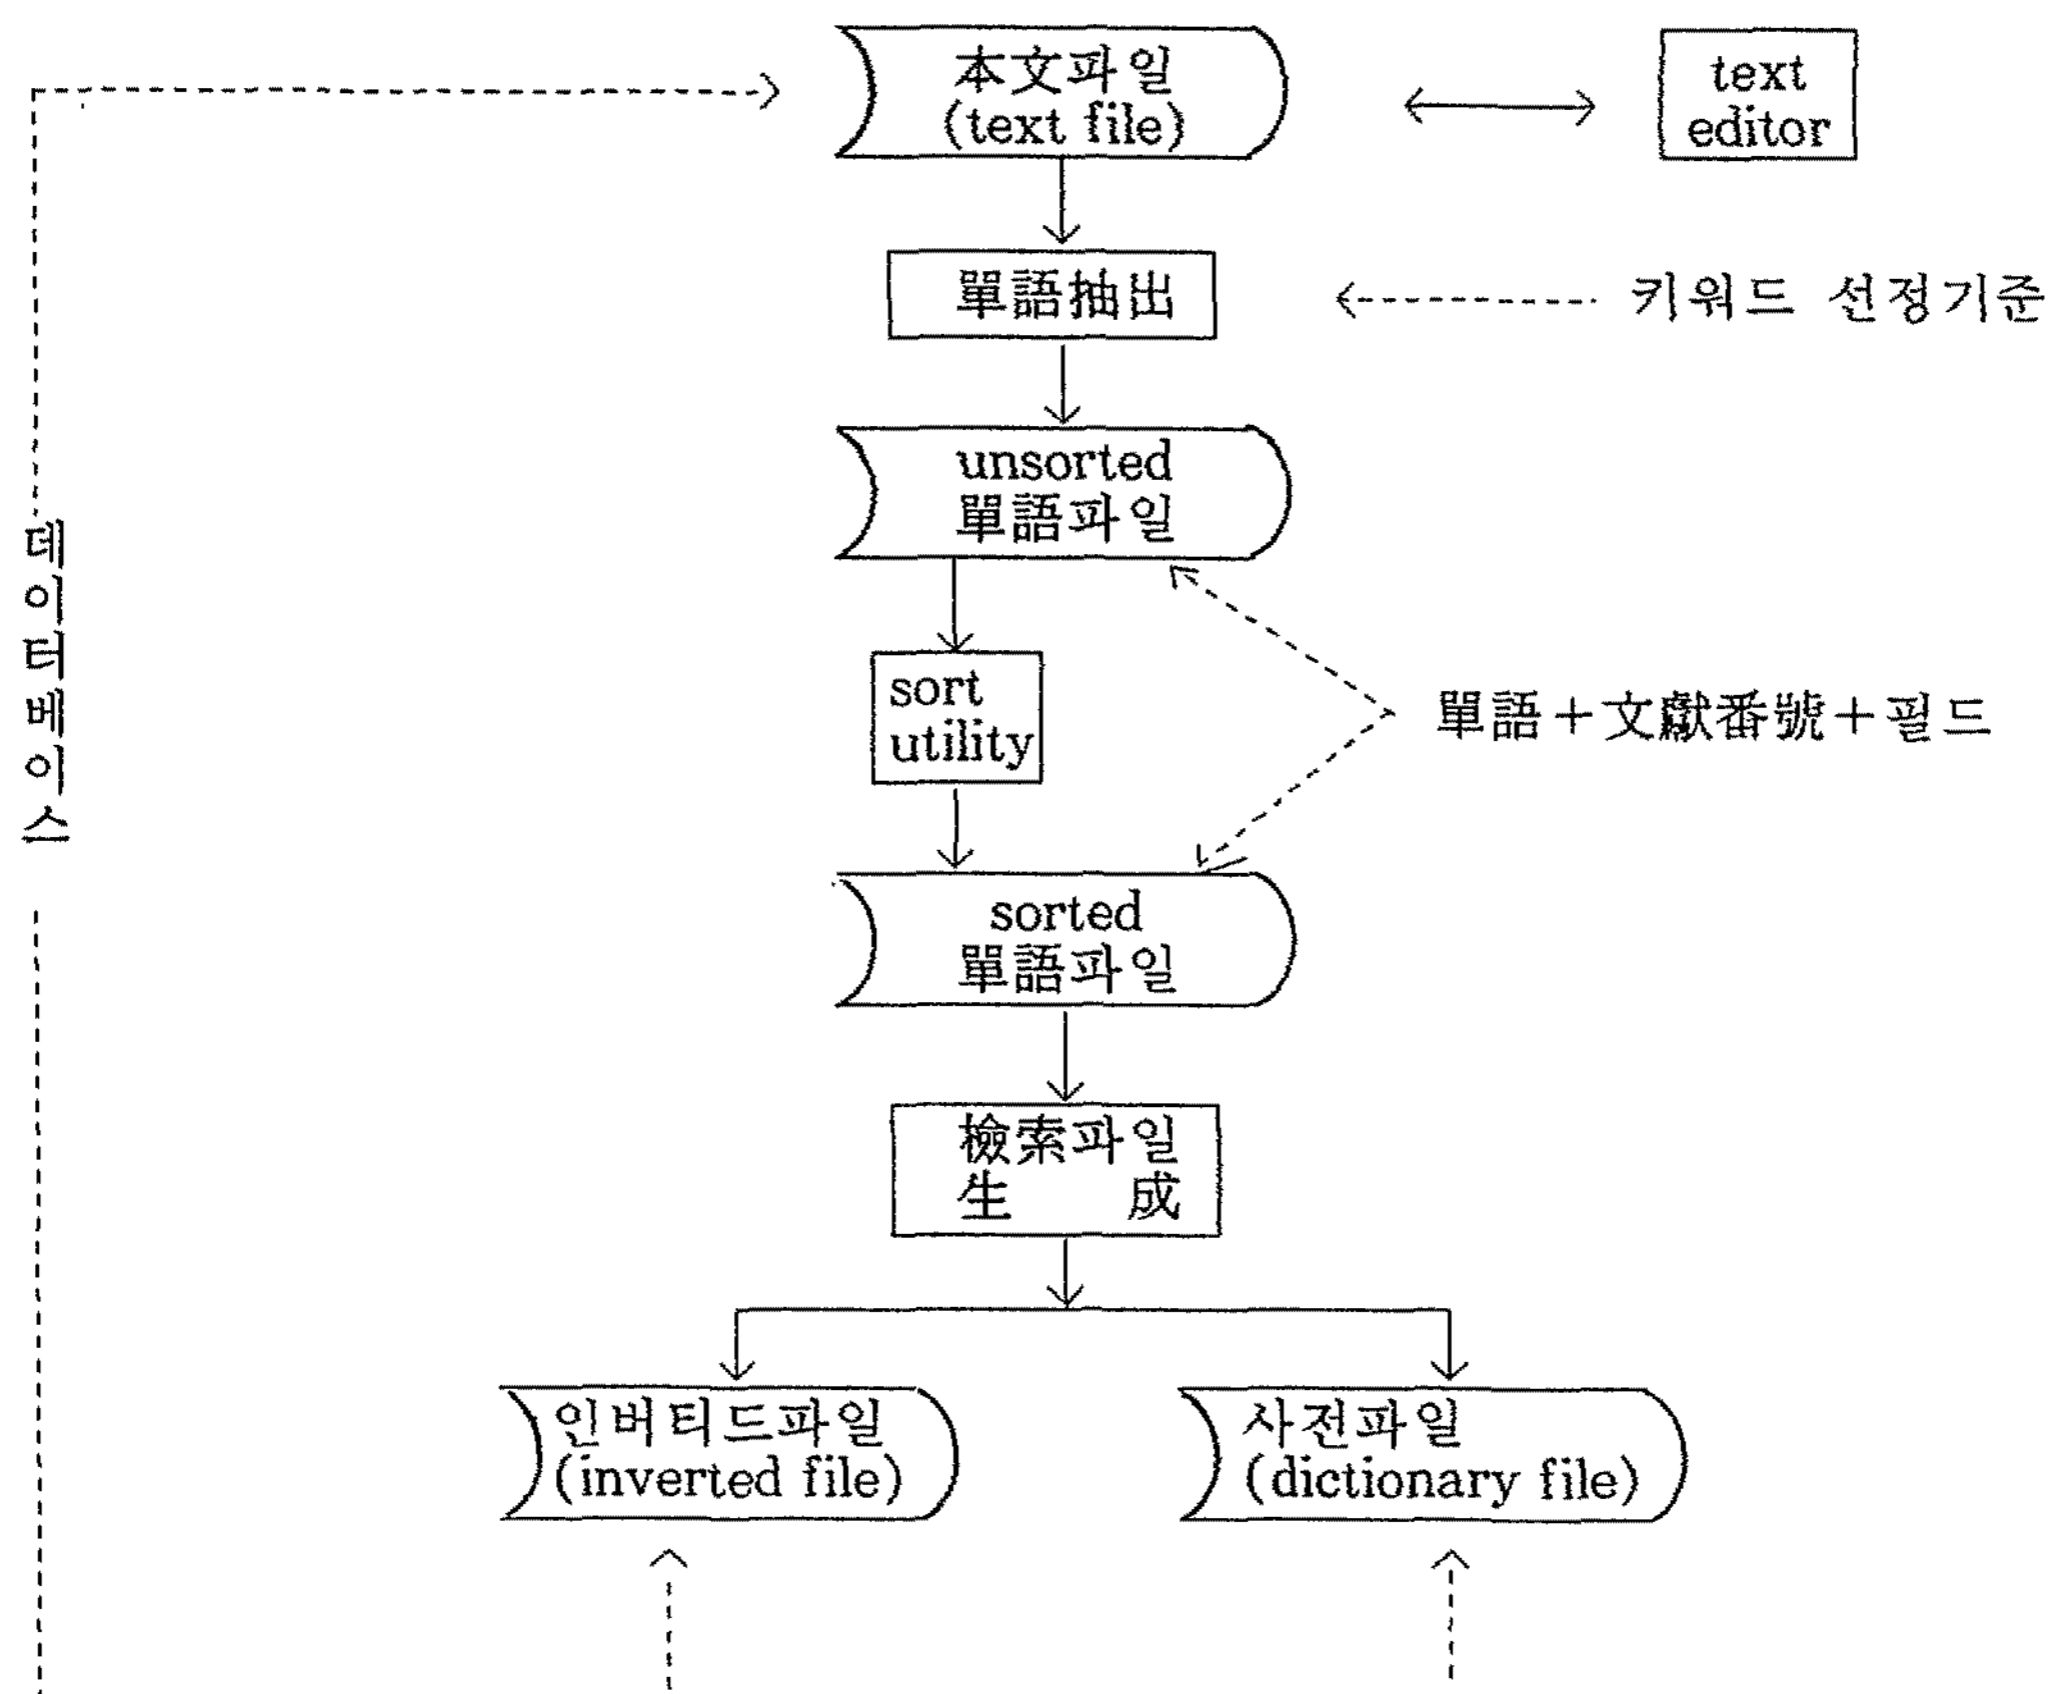 本文파일
(text file)
text
editor
單語抽出
키워드 선정기준
unsorted
單語파일
데이터베이스
sort
utility
單語+文獻番號+필드
sorted
單語파일
檢索파일
生 成
인버티드파일
(inverted file)
사전파일
(dictionary file)